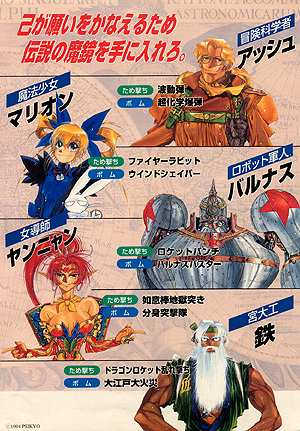 己が願いをかなえるため
伝説の魔鏡を手に入れろ。
冒険科学者
アッシュ
ため撃ち 波動弾
ボム 超化学爆弾
魔法少女
マリオン
ため撃ち ファイヤーラビット
ボム ウインドシェイバー
ロボット軍人
バルナス
ため撃ち ロケットパンチ
ボム バルナスバスター
女導師
ヤンニャン
ため撃ち 如意棒地獄突き
ボム 分身突撃隊
宮大工
鉄
ため撃ち ドラゴンロケット乱れ撃ち
ボム 大江戸大火災
©1994 PSIKYO